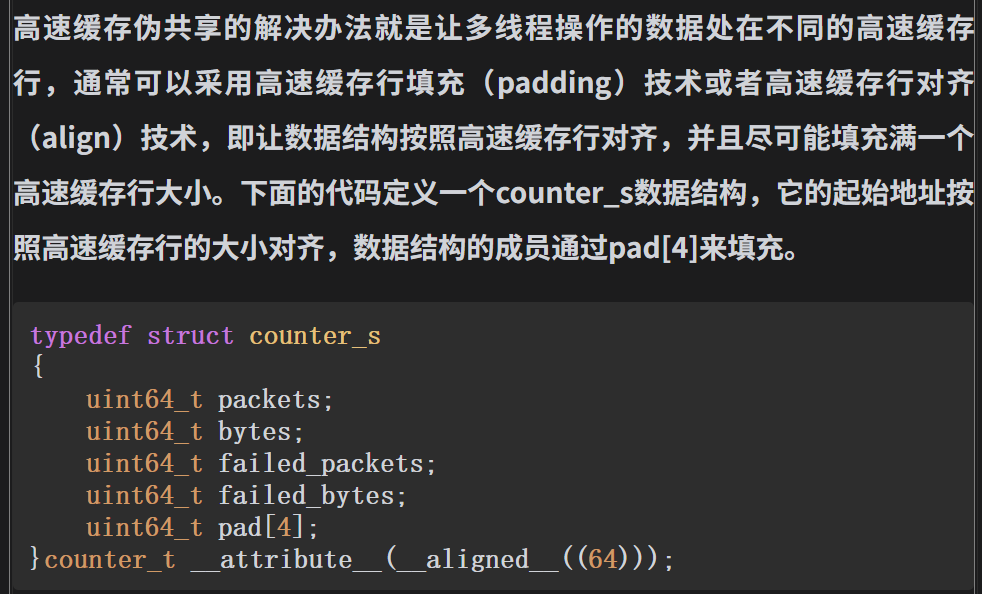 高速缓存伪共享的解决办法就是让多线程操作的数据处在不同的高速缓存
行，通常可以采用高速缓存行填充（padding）技术或者高速缓存行对齐
（align）技术，即让数据结构按照高速缓存行对齐，并且尽可能填充满一个
高速缓存行大小。下面的代码定义一个counter_s数据结构，它的起始地址按
照高速缓存行的大小对齐，数据结构的成员通过pad[4]来填充。
typedef struct counter_s
{
    uint64_t packets;
    uint64_t bytes;
    uint64_t failed_packets;
    uint64_t failed_bytes;
    uint64_t pad[4];
}counter_t __attribute__(__aligned__((64)));